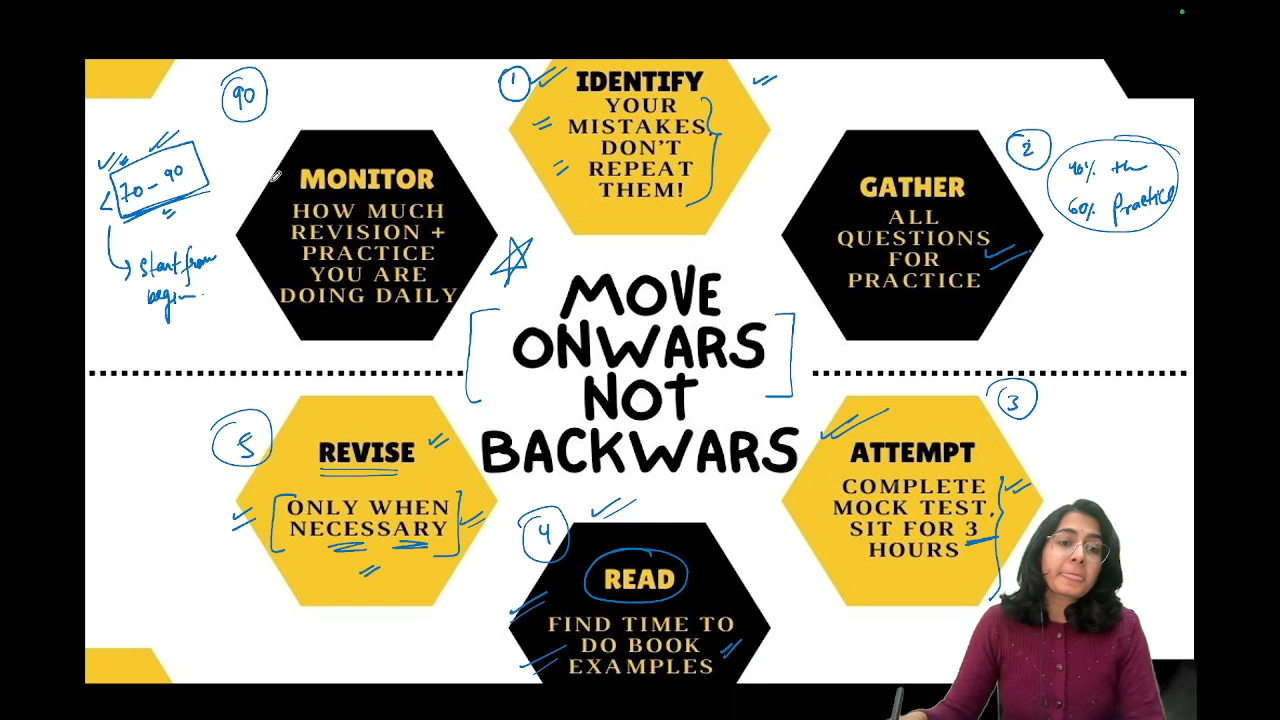 90
1
IDENTIFY
YOUR
MISTAKES,
DON'T
REPEAT
THEM!
70-90
start from
begin.
MONITOR
HOW MUCH
REVISION +
PRACTICE
YOU ARE
DOING DAILY
2
GATHER
ALL
QUESTIONS
FOR
PRACTICE
40% th
60% Practice
MOVE
ONWARS
NOT
BACKWARS
5
REVISE
ONLY WHEN
NECESSARY
3
ATTEMPT
COMPLETE
MOCK TEST,
SIT FOR 3
HOURS
4
READ
FIND TIME TO
DO BOOK
EXAMPLES